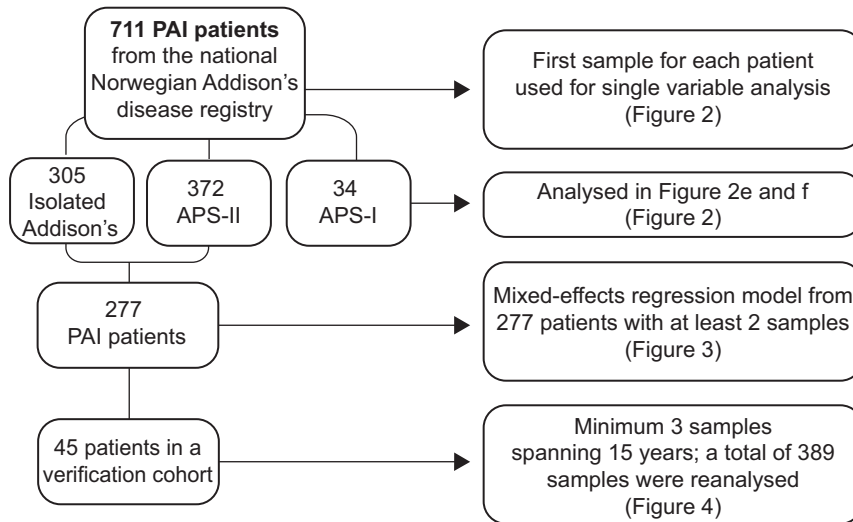 711 PAI patients
from the national
Norwegian Addison's
disease registry
First sample for each patient
used for single variable analysis
(Figure 2)
305
Isolated
Addison's
372
APS-II
34
APS-I
Analysed in Figure 2e and f
(Figure 2)
277
PAI patients
Mixed-effects regression model from
277 patients with at least 2 samples
(Figure 3)
45 patients in a
verification cohort
Minimum 3 samples
spanning 15 years; a total of 389
samples were reanalysed
(Figure 4)